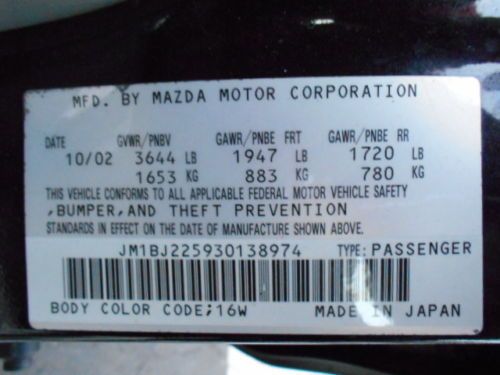 MFD. BY MAZDA MOTOR CORPORATION
DATE GVWR/PNBV GAWR/PNBE FRT GAWR/PNBE RR
10/02 3644 LB 1947 LB 1720 LB
1653 KG 883 KG 780 KG
THIS VEHICLE CONFORMS TO ALL APPLICABLE FEDERAL MOTOR VEHICLE SAFETY
,BUMPER,AND THEFT PREVENTION
STANDARDS IN EFFECT ON THE DATE OF MANUFACTURE SHOWN ABOVE.
JM1BJ225930138974 TYPE:PASSENGER
BODY COLOR CODE;16W MADE IN JAPAN